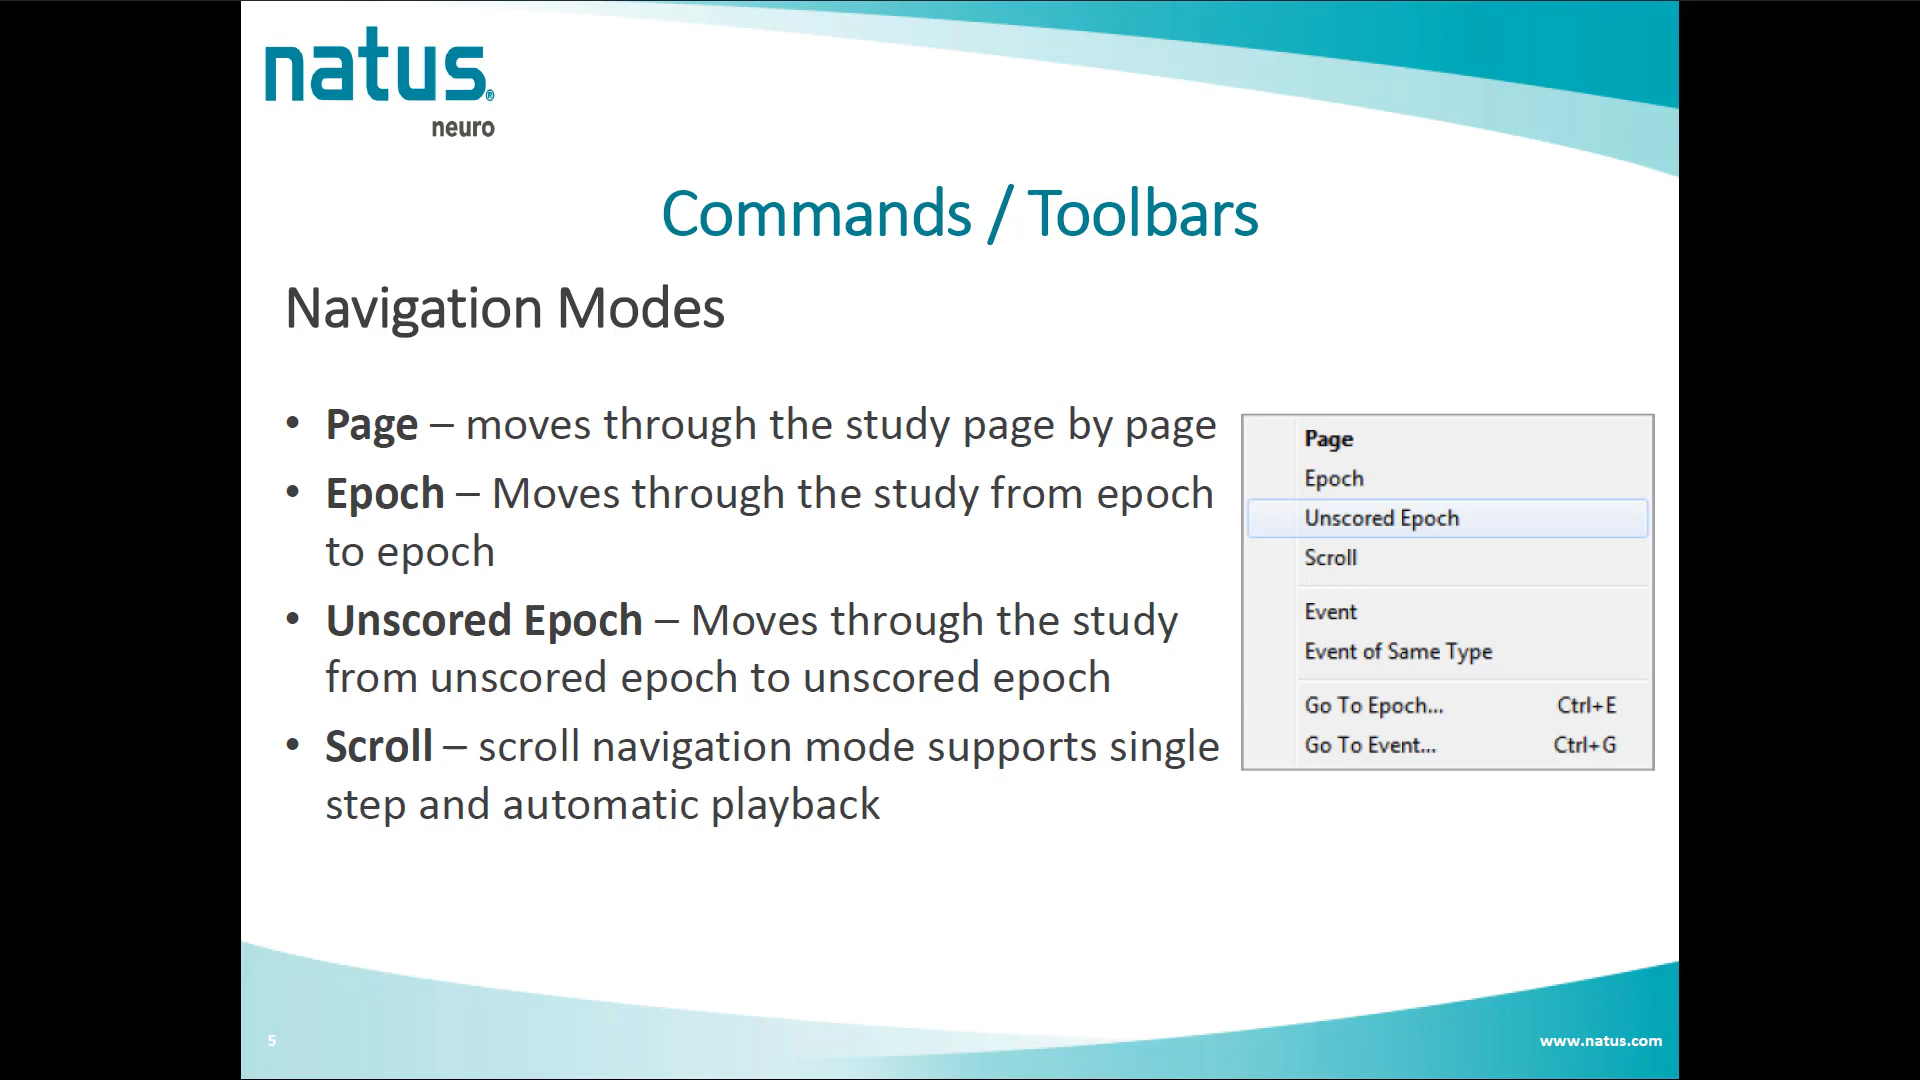 natus®
neuro
Commands / Toolbars
Navigation Modes
• Page – moves through the study page by page
• Epoch – Moves through the study from epoch
to epoch
• Unscored Epoch – Moves through the study
from unscored epoch to unscored epoch
• Scroll – scroll navigation mode supports single
step and automatic playback
Page
Epoch
Unscored Epoch
Scroll
Event
Event of Same Type
Go To Epoch... Ctrl+E
Go To Event... Ctrl+G
5
www.natus.com